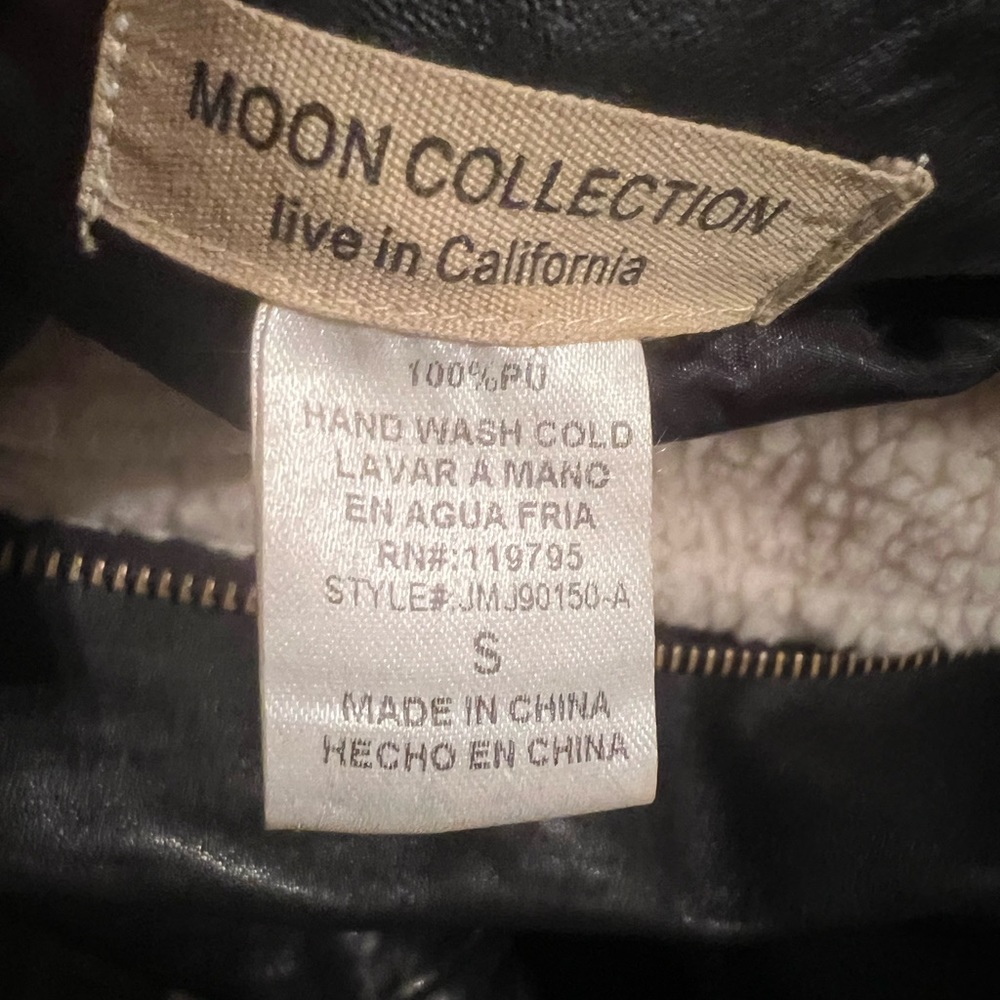 MOON COLLECTION
live in California
100%PU
HAND WASH COLD
LAVAR A MANO
EN AGUA FRIA
RN#:119795
STYLE#:JMJ90150-A
S
MADE IN CHINA
HECHO EN CHINA